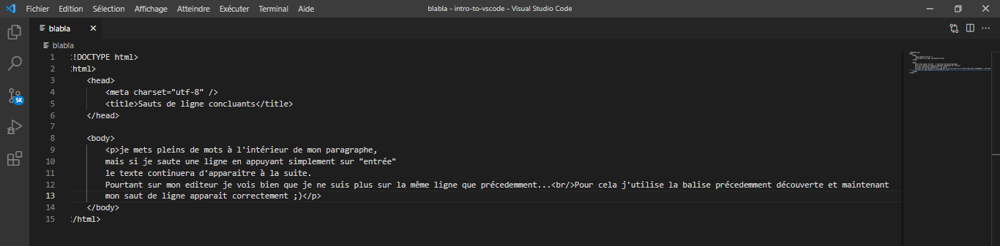 Fichier Edition Sélection Affichage Atteindre Exécuter Terminal Aide blabla - intro-to-vscode - Visual Studio Code
blabla
blabla
1 !DOCTYPE html>
2 html>
3 <head>
4 <meta charset="utf-8" />
5 <title>Sauts de ligne concluants</title>
6 </head>
7
8 <body>
9 <p>je mets pleins de mots à l'intérieur de mon paragraphe,
10 mais si je saute une ligne en appuyant simplement sur "entrée"
11 le texte continuera d'apparaitre à la suite.
12 Pourtant sur mon editeur je vois bien que je ne suis plus sur la même ligne que précedemment...<br/>Pour cela j'utilise la balise précedemment découverte et maintenant
13 mon saut de ligne apparait correctement ;)</p>
14 </body>
15 /html>
5K